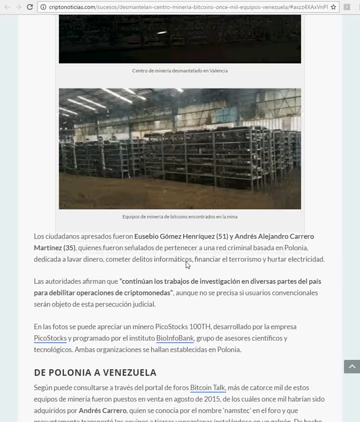 criptonoticias.com/sucesos/desmantelan-centro-mineria-bitcoins-once-mil-equipos-venezuela/
Centro de minería desmantelado en Valencia
Equipos de minería de bitcoins encontrados en la mina
Los ciudadanos apresados fueron Eusebio Gómez Henríquez (51) y Andrés Alejandro Carrero
Martínez (35), quienes fueron señalados de pertenecer a una red criminal basada en Polonia,
dedicada a lavar dinero, cometer delitos informáticos, financiar el terrorismo y hurtar electricidad.
Las autoridades afirman que "continúan los trabajos de investigación en diversas partes del país
para debilitar operaciones de criptomonedas", aunque no se precisa si usuarios convencionales
serán objeto de esta persecución judicial.
En las fotos se puede apreciar un minero PicoStocks 100TH, desarrollado por la empresa
PicoStocks y programado por el instituto BioInfoBank, grupo de asesores científicos y
tecnológicos. Ambas organizaciones se hallan establecidas en Polonia.
DE POLONIA A VENEZUELA
Según puede consultarse a través del portal de foros Bitcoin Talk, más de catorce mil de estos
equipos de minería fueron puestos en venta en agosto de 2015, de los cuáles once mil habrían sido
adquiridos por Andrés Carrero, quien se conocía por el nombre 'namstec' en el foro y que